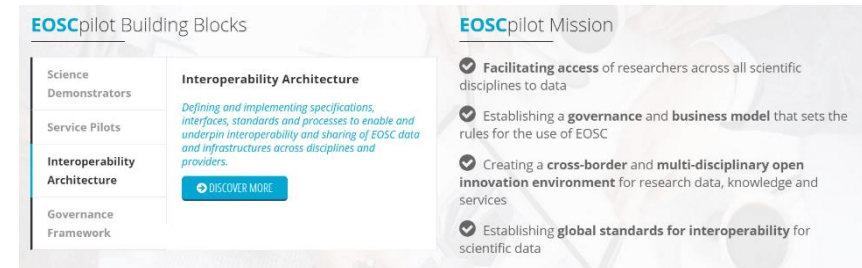 EOSCpilot Building Blocks
Science
Demonstrators
Service Pilots
Interoperability
Architecture
Governance
Framework
Interoperability Architecture
Defining and implementing specifications,
interfaces, standards and processes to enable and
underpin interoperability and sharing of EOSC data
and infrastructures across disciplines and
providers.
DISCOVER MORE
EOSCpilot Mission
Facilitating access of researchers across all scientific
disciplines to data
Establishing a governance and business model that sets the
rules for the use of EOSC
Creating a cross-border and multi-disciplinary open
innovation environment for research data, knowledge and
services
Establishing global standards for interoperability for
scientific data